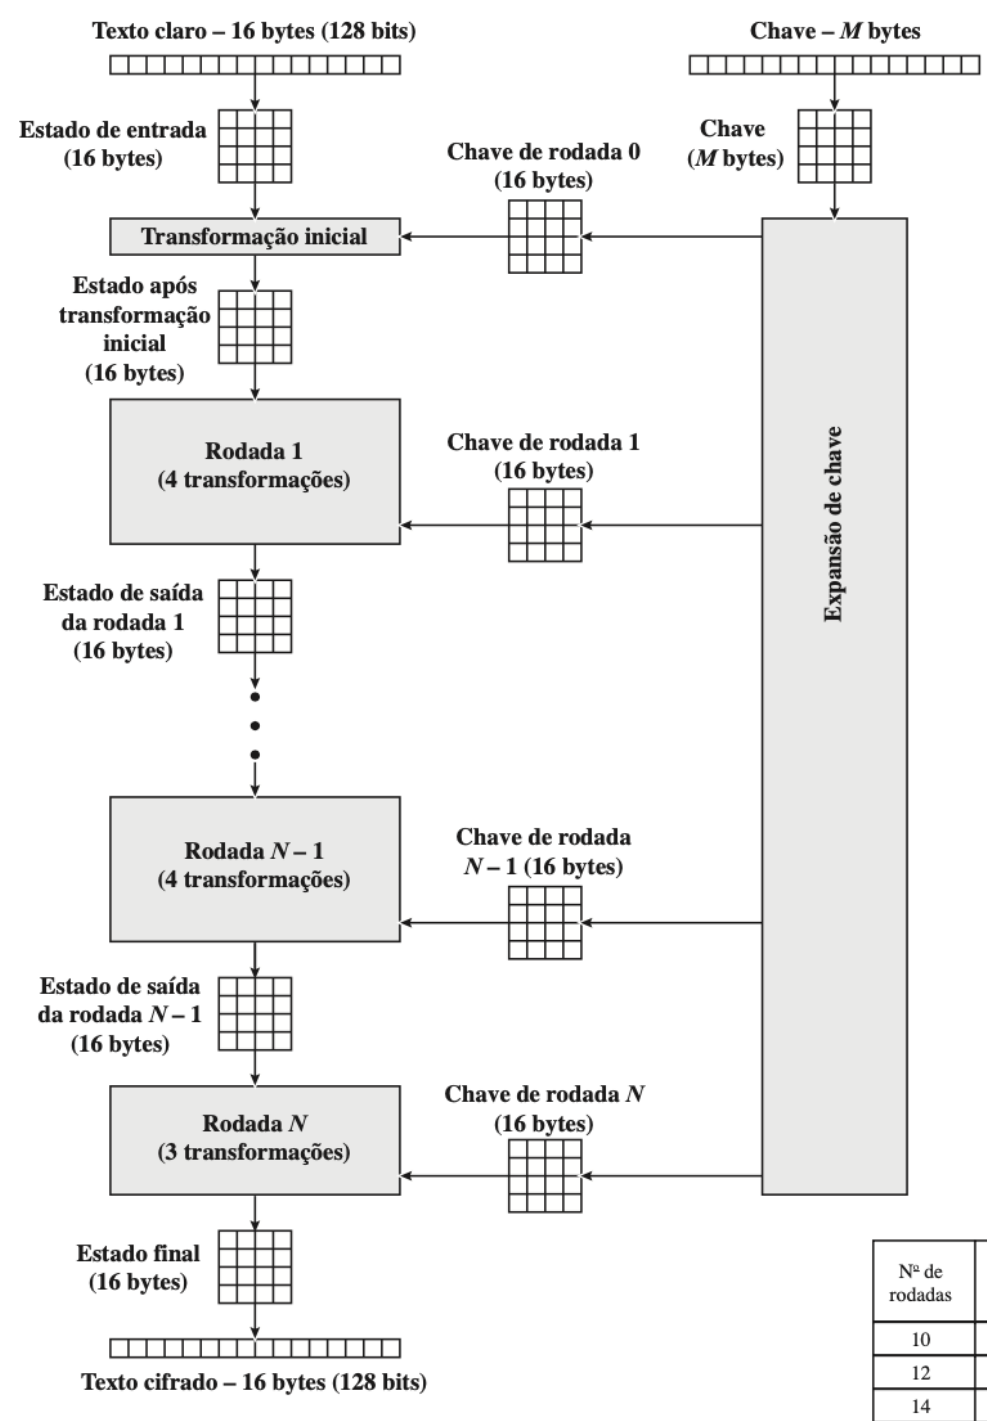 Texto claro – 16 bytes (128 bits)
Chave – M bytes
Estado de entrada
(16 bytes)
Chave
(M bytes)
Chave de rodada 0
(16 bytes)
Transformação inicial
Estado após
transformação
inicial
(16 bytes)
Rodada 1
(4 transformações)
Chave de rodada 1
(16 bytes)
Expansão de chave
Estado de saída
da rodada 1
(16 bytes)
Rodada N – 1
(4 transformações)
Chave de rodada
N – 1 (16 bytes)
Estado de saída
da rodada N – 1
(16 bytes)
Rodada N
(3 transformações)
Chave de rodada N
(16 bytes)
Estado final
(16 bytes)
Texto cifrado – 16 bytes (128 bits)
Nº de
rodadas
10
12
14